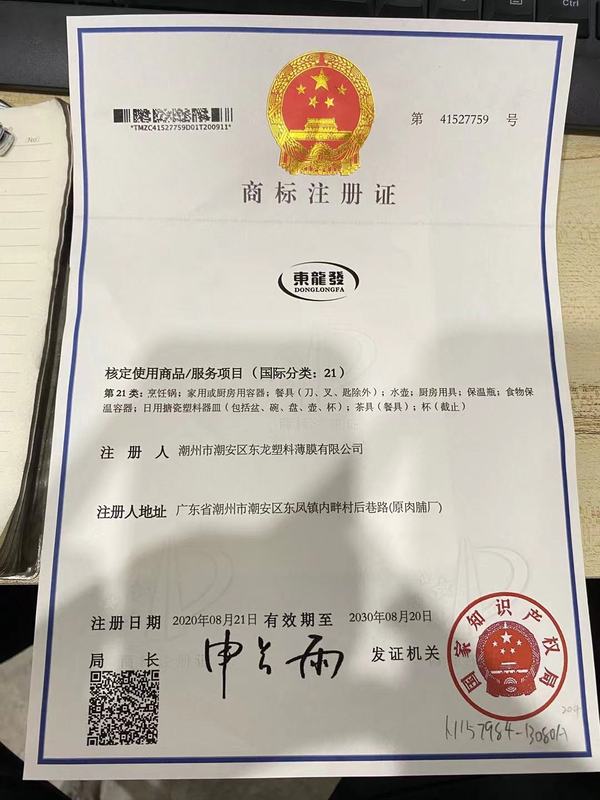 Ctrl
No:
*TMZC41527759D01T200911*
第 41527759 号
商标注册证
東龍發
DONGLONGFA
核定使用商品/服务项目（国际分类：21）
第21类：烹饪锅；家用或厨房用容器；餐具（刀、叉、匙除外）；水壶；厨房用具；保温瓶；食物保
温容器；日用搪瓷塑料器皿（包括盆、碗、盘、壶、杯）；茶具（餐具）；杯（截止）
注册人 潮州市潮安区东龙塑料薄膜有限公司
注册人地址 广东省潮州市潮安区东凤镇内畔村后巷路(原肉脯厂)
注册日期 2020年08月21日 有效期至 2030年08月20日
局 长 申长雨 发证机关
国家知识产权局